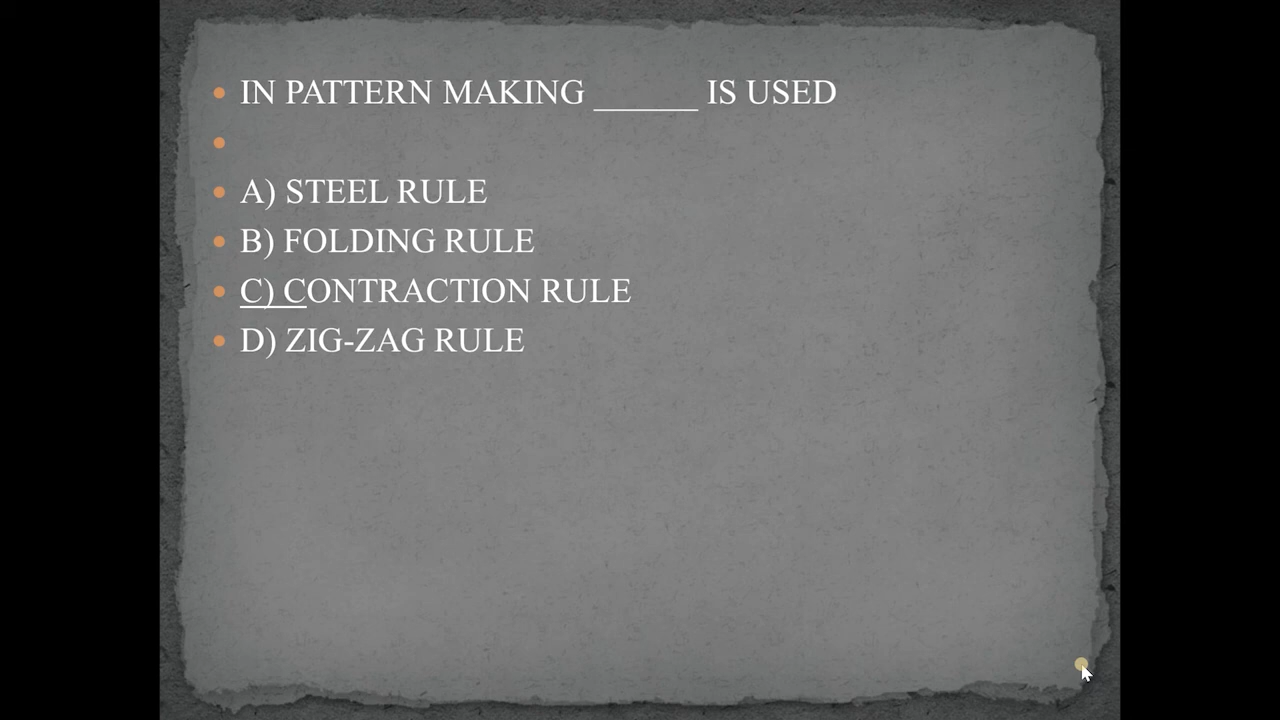 IN PATTERN MAKING ______ IS USED
A) STEEL RULE
B) FOLDING RULE
C) CONTRACTION RULE
D) ZIG-ZAG RULE